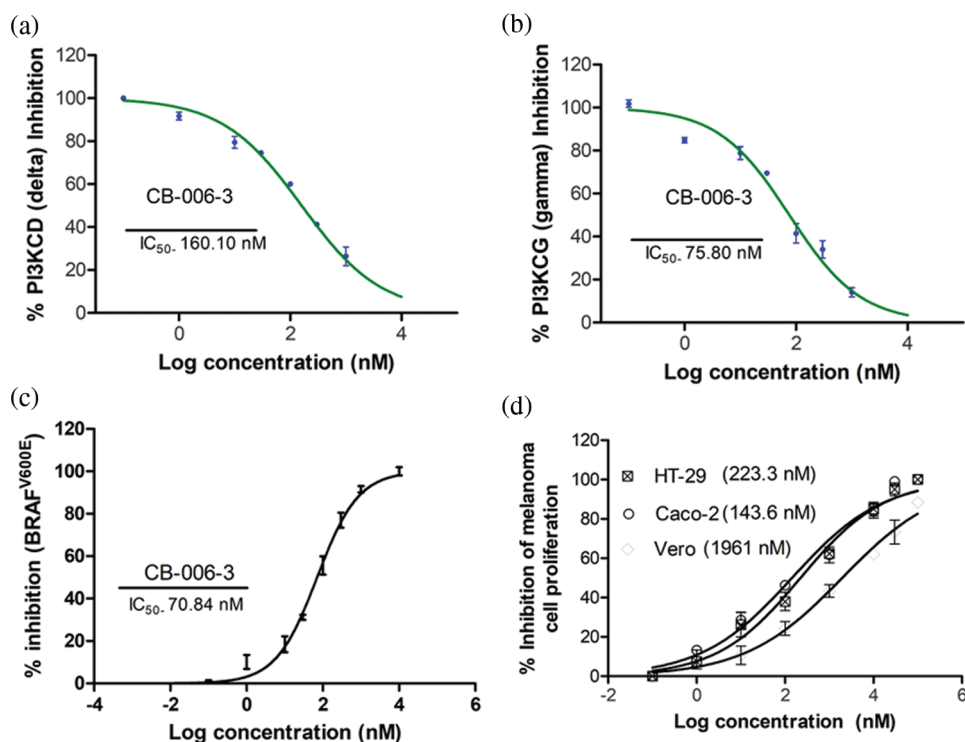 (a)
120
100
80
60
40
20
0
% PI3KCD (delta) Inhibition
CB-006-3
IC50- 160.10 nM
0 2 4
Log concentration (nM)
(b)
120
100
80
60
40
20
0
% PI3KCG (gamma) Inhibition
CB-006-3
IC50- 75.80 nM
0 2 4
Log concentration (nM)
(c)
120
100
80
60
40
20
0
% inhibition (BRAFV600E)
CB-006-3
IC50- 70.84 nM
-4 -2 0 2 4 6
Log concentration (nM)
(d)
120
100
80
60
40
20
0
% Inhibition of melanoma
cell proliferation
HT-29 (223.3 nM)
Caco-2 (143.6 nM)
Vero (1961 nM)
-2 0 2 4 6
Log concentration (nM)